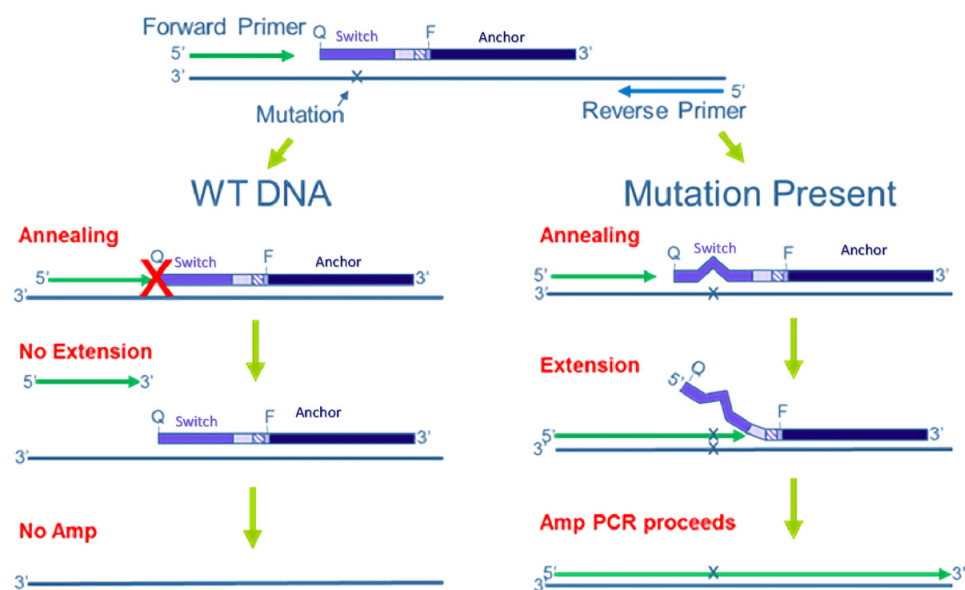 Forward Primer
Q Switch F Anchor
5' 3'
3'
5'
Mutation
Reverse Primer
WT DNA
Mutation Present
Annealing
Q Switch F Anchor
5' 3'
3'
Annealing
Q Switch F Anchor
5' 3'
3'
No Extension
5' 3'
Q Switch F Anchor
3'
3'
Extension
5' Q
F
5' 3'
3'
No Amp
3'
Amp PCR proceeds
5' 3'
3'